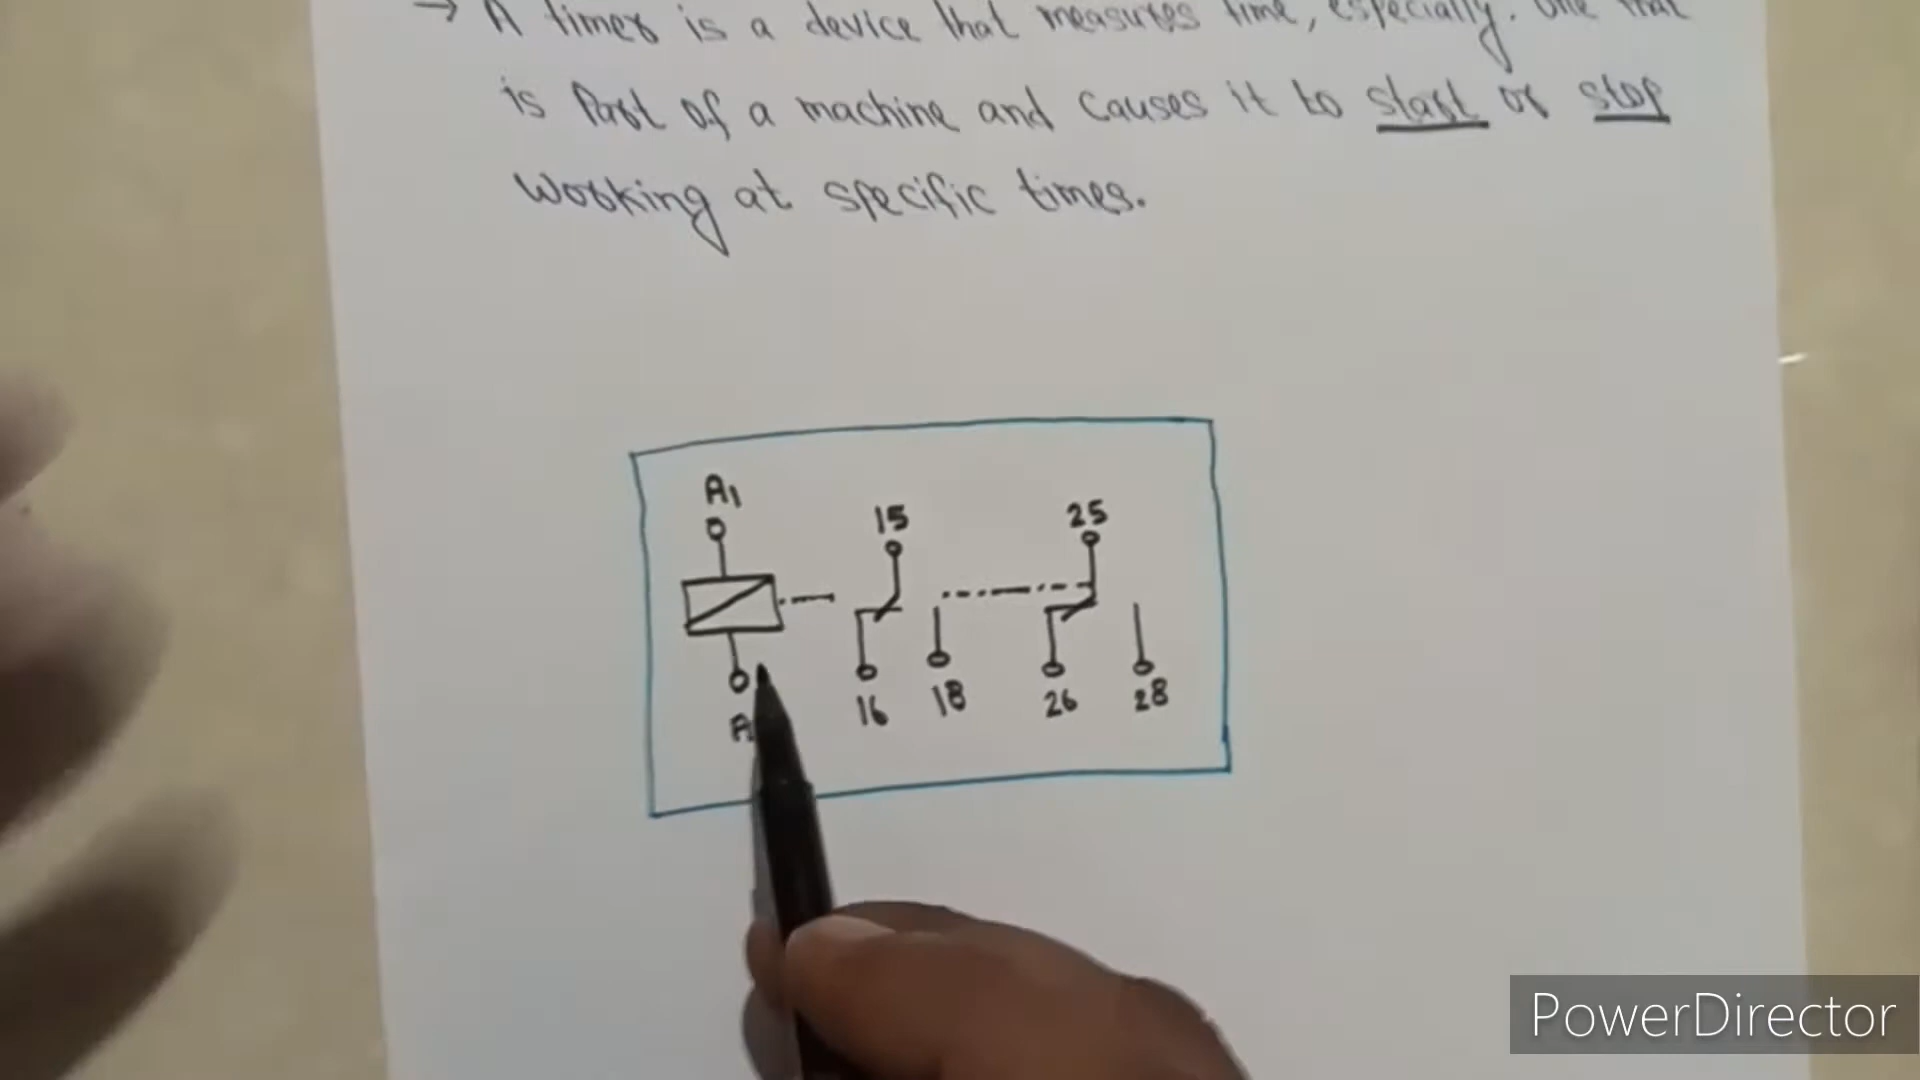 → A timer is a device that measures time, especially, one that
is Part of a machine and causes it to start or stop
working at specific times.
A1
15
25
16
18
26
28
A
PowerDirector